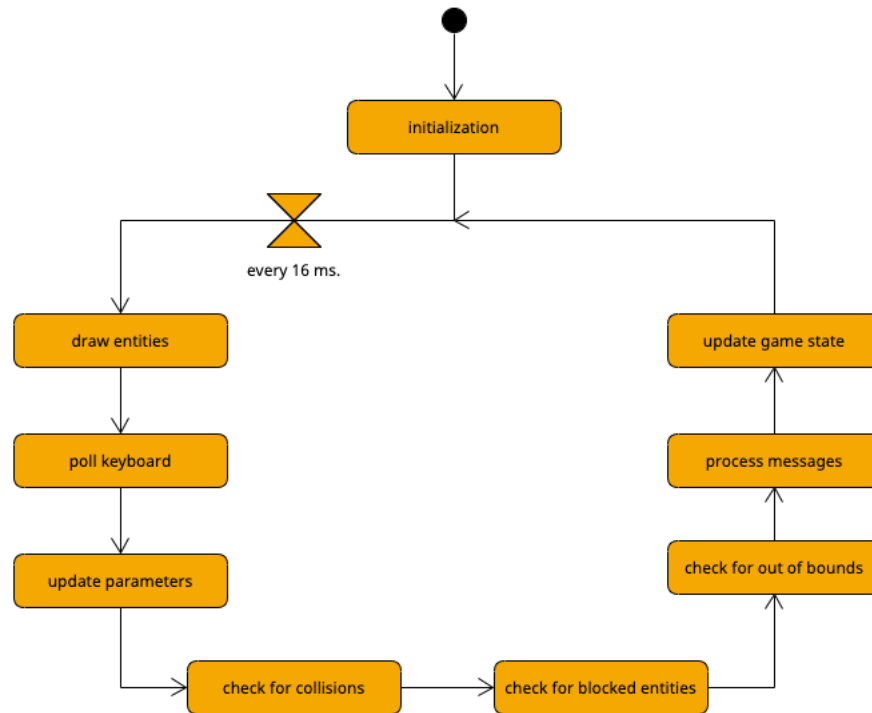 initialization
every 16 ms.
draw entities
poll keyboard
update parameters
check for collisions
check for blocked entities
check for out of bounds
process messages
update game state